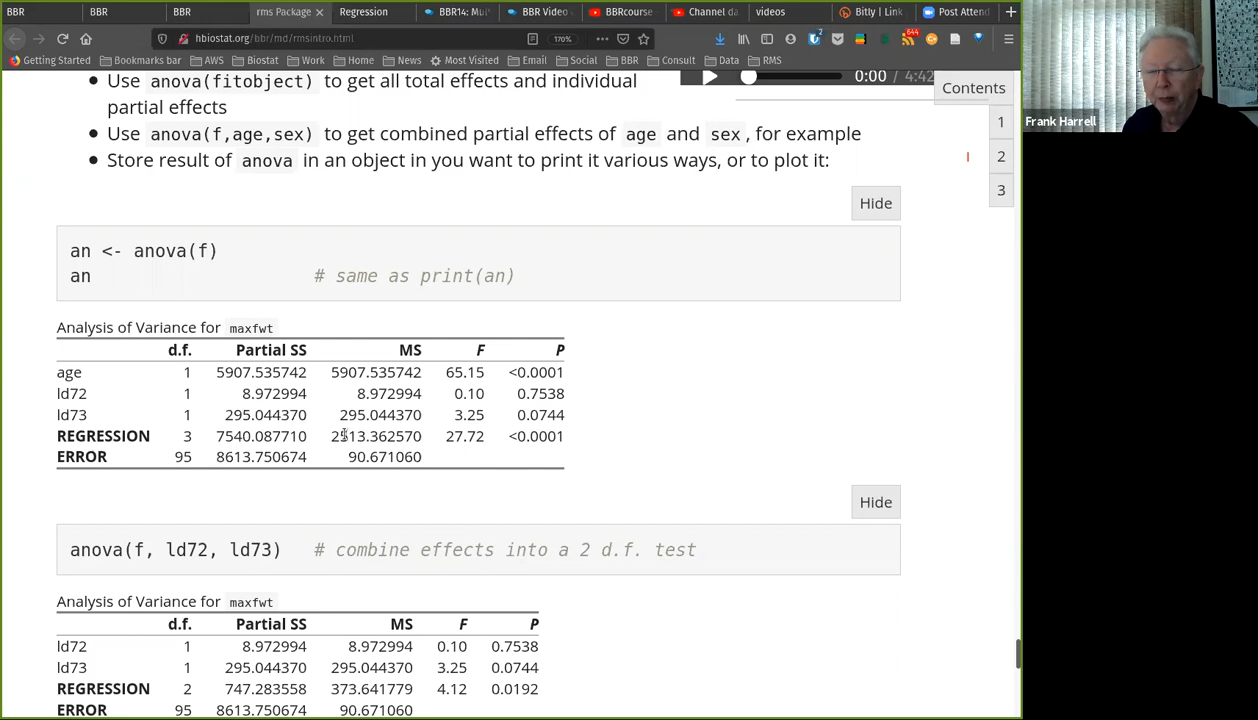 BBR BBR BBR rms Package Regression BBR14: Mul BBR Video BBRcourse Channel da videos Bitly | Link Post Attend
hbiostat.org/bbr/md/rmsintro.html 170% 644
Getting Started Bookmarks bar AWS Biostat Home Work News Most Visited Email Social BBR Consult Data RMS
Use anova(fitobject) to get all total effects and individual
partial effects
0:00 / 4:42
Contents
1
2
3
Use anova(f,age,sex) to get combined partial effects of age and sex, for example
Store result of anova in an object in you want to print it various ways, or to plot it:
Hide
an <- anova(f)
an # same as print(an)
Analysis of Variance for maxfwt
d.f. Partial SS MS F P
age 1 5907.535742 5907.535742 65.15 <0.0001
ld72 1 8.972994 8.972994 0.10 0.7538
ld73 1 295.044370 295.044370 3.25 0.0744
REGRESSION 3 7540.087710 2513.362570 27.72 <0.0001
ERROR 95 8613.750674 90.671060
Hide
anova(f, ld72, ld73) # combine effects into a 2 d.f. test
Analysis of Variance for maxfwt
d.f. Partial SS MS F P
ld72 1 8.972994 8.972994 0.10 0.7538
ld73 1 295.044370 295.044370 3.25 0.0744
REGRESSION 2 747.283558 373.641779 4.12 0.0192
ERROR 95 8613.750674 90.671060
Frank Harrell